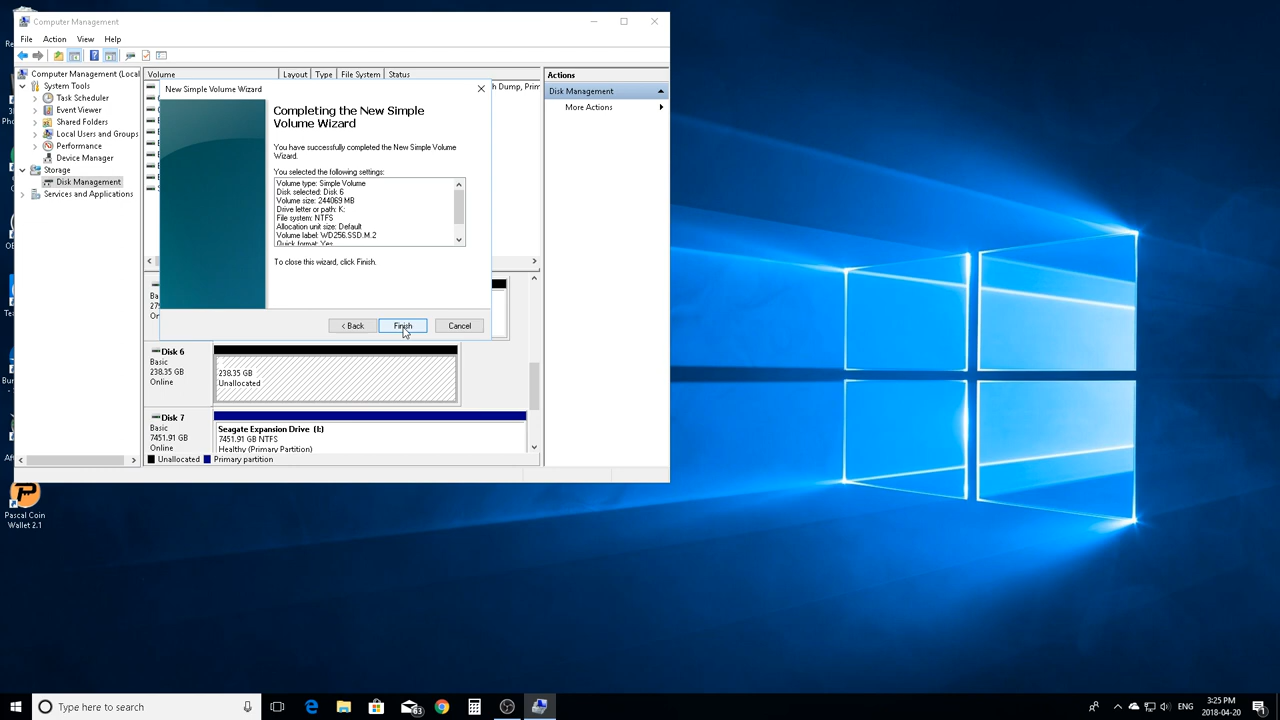 Computer Management
File Action View Help
Computer Management (Local
System Tools
Task Scheduler
Event Viewer
Shared Folders
Local Users and Groups
Performance
Device Manager
Storage
Disk Management
Services and Applications
Volume Layout Type File System Status
h Dump, Prim
New Simple Volume Wizard
Completing the New Simple
Volume Wizard
You have successfully completed the New Simple Volume
Wizard.
You selected the following settings:
Volume type: Simple Volume
Disk selected: Disk 6
Volume size: 244069 MB
Drive letter or path: K:
File system: NTFS
Allocation unit size: Default
Volume label: WD256.SSD.M.2
Quick format: Yes
To close this wizard, click Finish.
< Back Finish Cancel
Disk 6
Basic
238.35 GB
Online
238.35 GB
Unallocated
Disk 7
Basic
7451.91 GB
Online
Seagate Expansion Drive (I:)
7451.91 GB NTFS
Healthy (Primary Partition)
Unallocated Primary partition
Actions
Disk Management
More Actions
Pascal Coin
Wallet 2.1
Type here to search
63
ENG
3:25 PM
2018-04-20
1